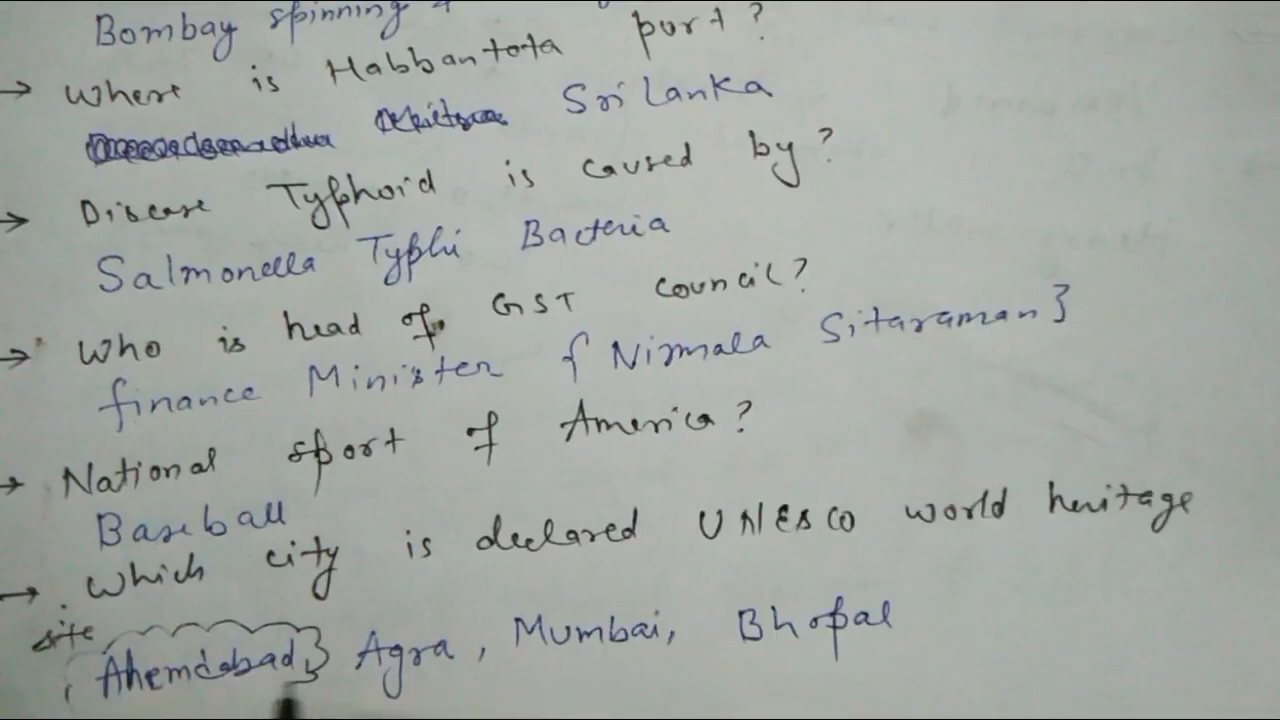 Bombay spinning
→ Where is Habbantota port?
Sri Lanka
→ Disease Typhoid is caused by?
Salmonella Typhi Bacteria
→ Who is head of GST council?
finance Minister { Nirmala Sitaraman }
→ National sport of America?
Baseball
→ Which city is declared UNESCO world heritage
site
Ahemdabad} Agra, Mumbai, Bhopal